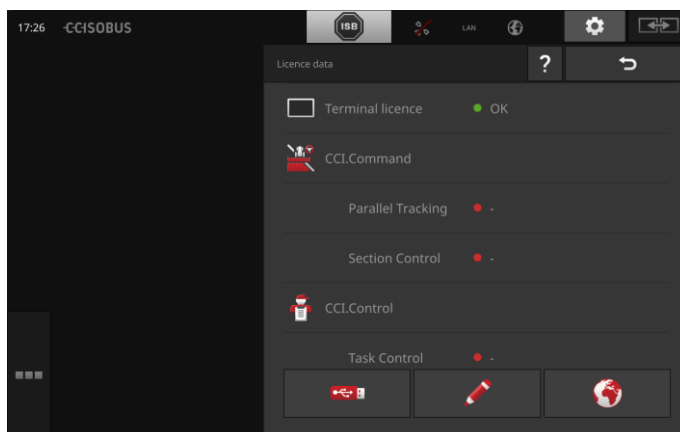 17:26 CCISOBUS ISB LAN
Licence data ?
Terminal licence OK
CCI.Command
Parallel Tracking -
Section Control -
CCI.Control
Task Control -